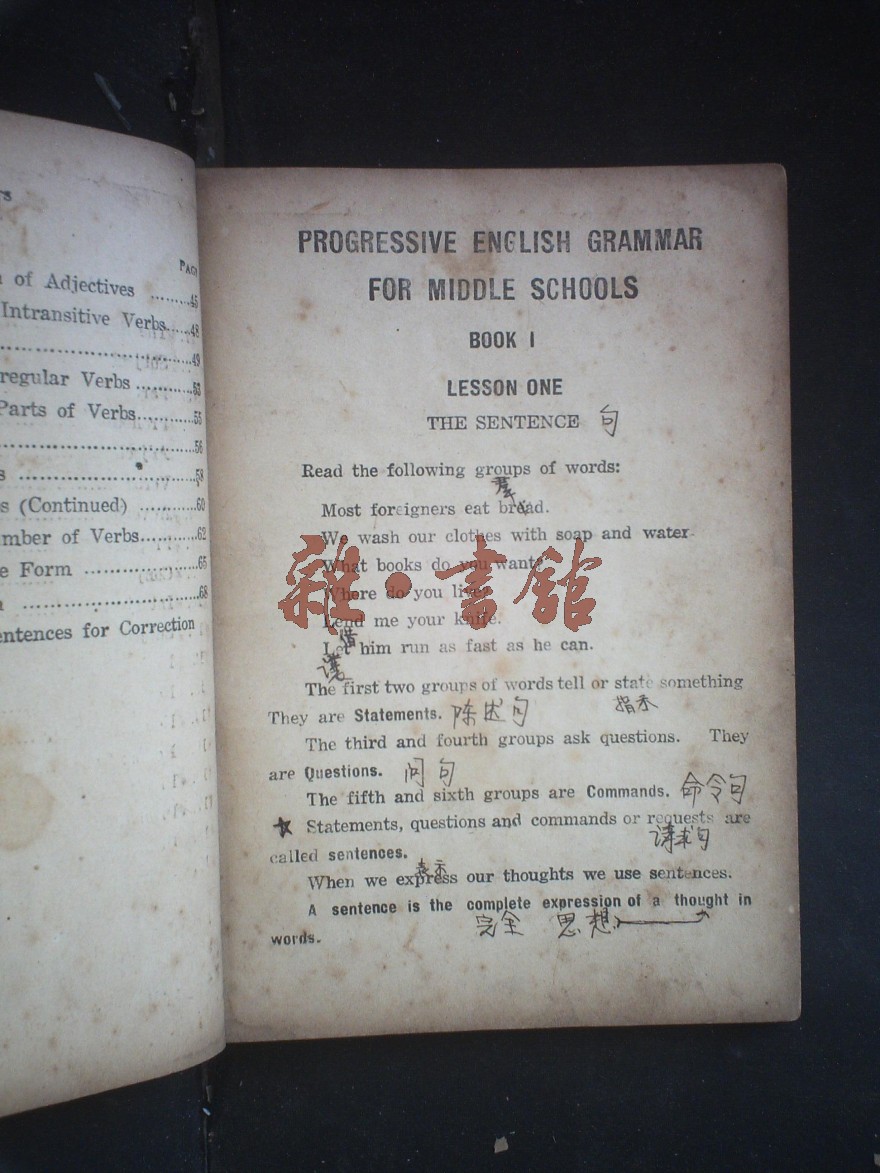 PAG
of Adjectives ..........45
Intransitive Verbs......48
..............................49
regular Verbs ............53
Parts of Verbs...........55
..............................56
s ..........................58
s (Continued) ..........60
mber of Verbs............62
e Form ....................65
..............................68
entences for Correction
PROGRESSIVE ENGLISH GRAMMAR
FOR MIDDLE SCHOOLS
BOOK I
LESSON ONE
THE SENTENCE 句
Read the following groups of words:
羣
Most foreigners eat bread.
We wash our clothes with soap and water
What books do you want?
Where do you live?
Lend me your knife.
借
Let him run as fast as he can.
雜·書館
The first two groups of words tell or state something
They are Statements. 陈述句 指示
The third and fourth groups ask questions. They
are Questions. 问句
The fifth and sixth groups are Commands. 命令句
★ Statements, questions and commands or requests are
请求句
called sentences.
表示
When we express our thoughts we use sentences.
A sentence is the complete expression of a thought in
完全 思想
words.